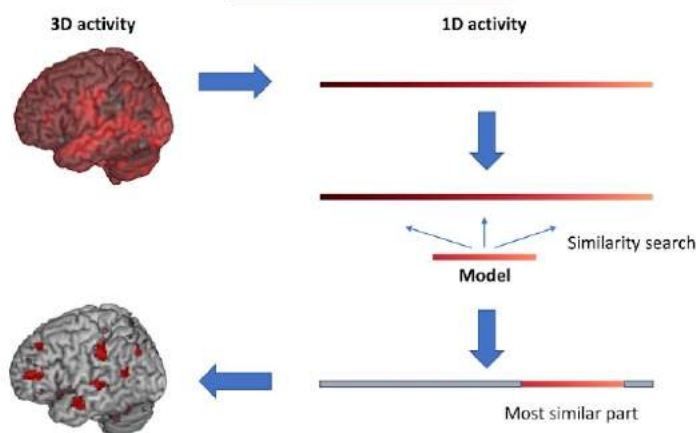 3D activity
1D activity
Similarity search
Model
Most similar part